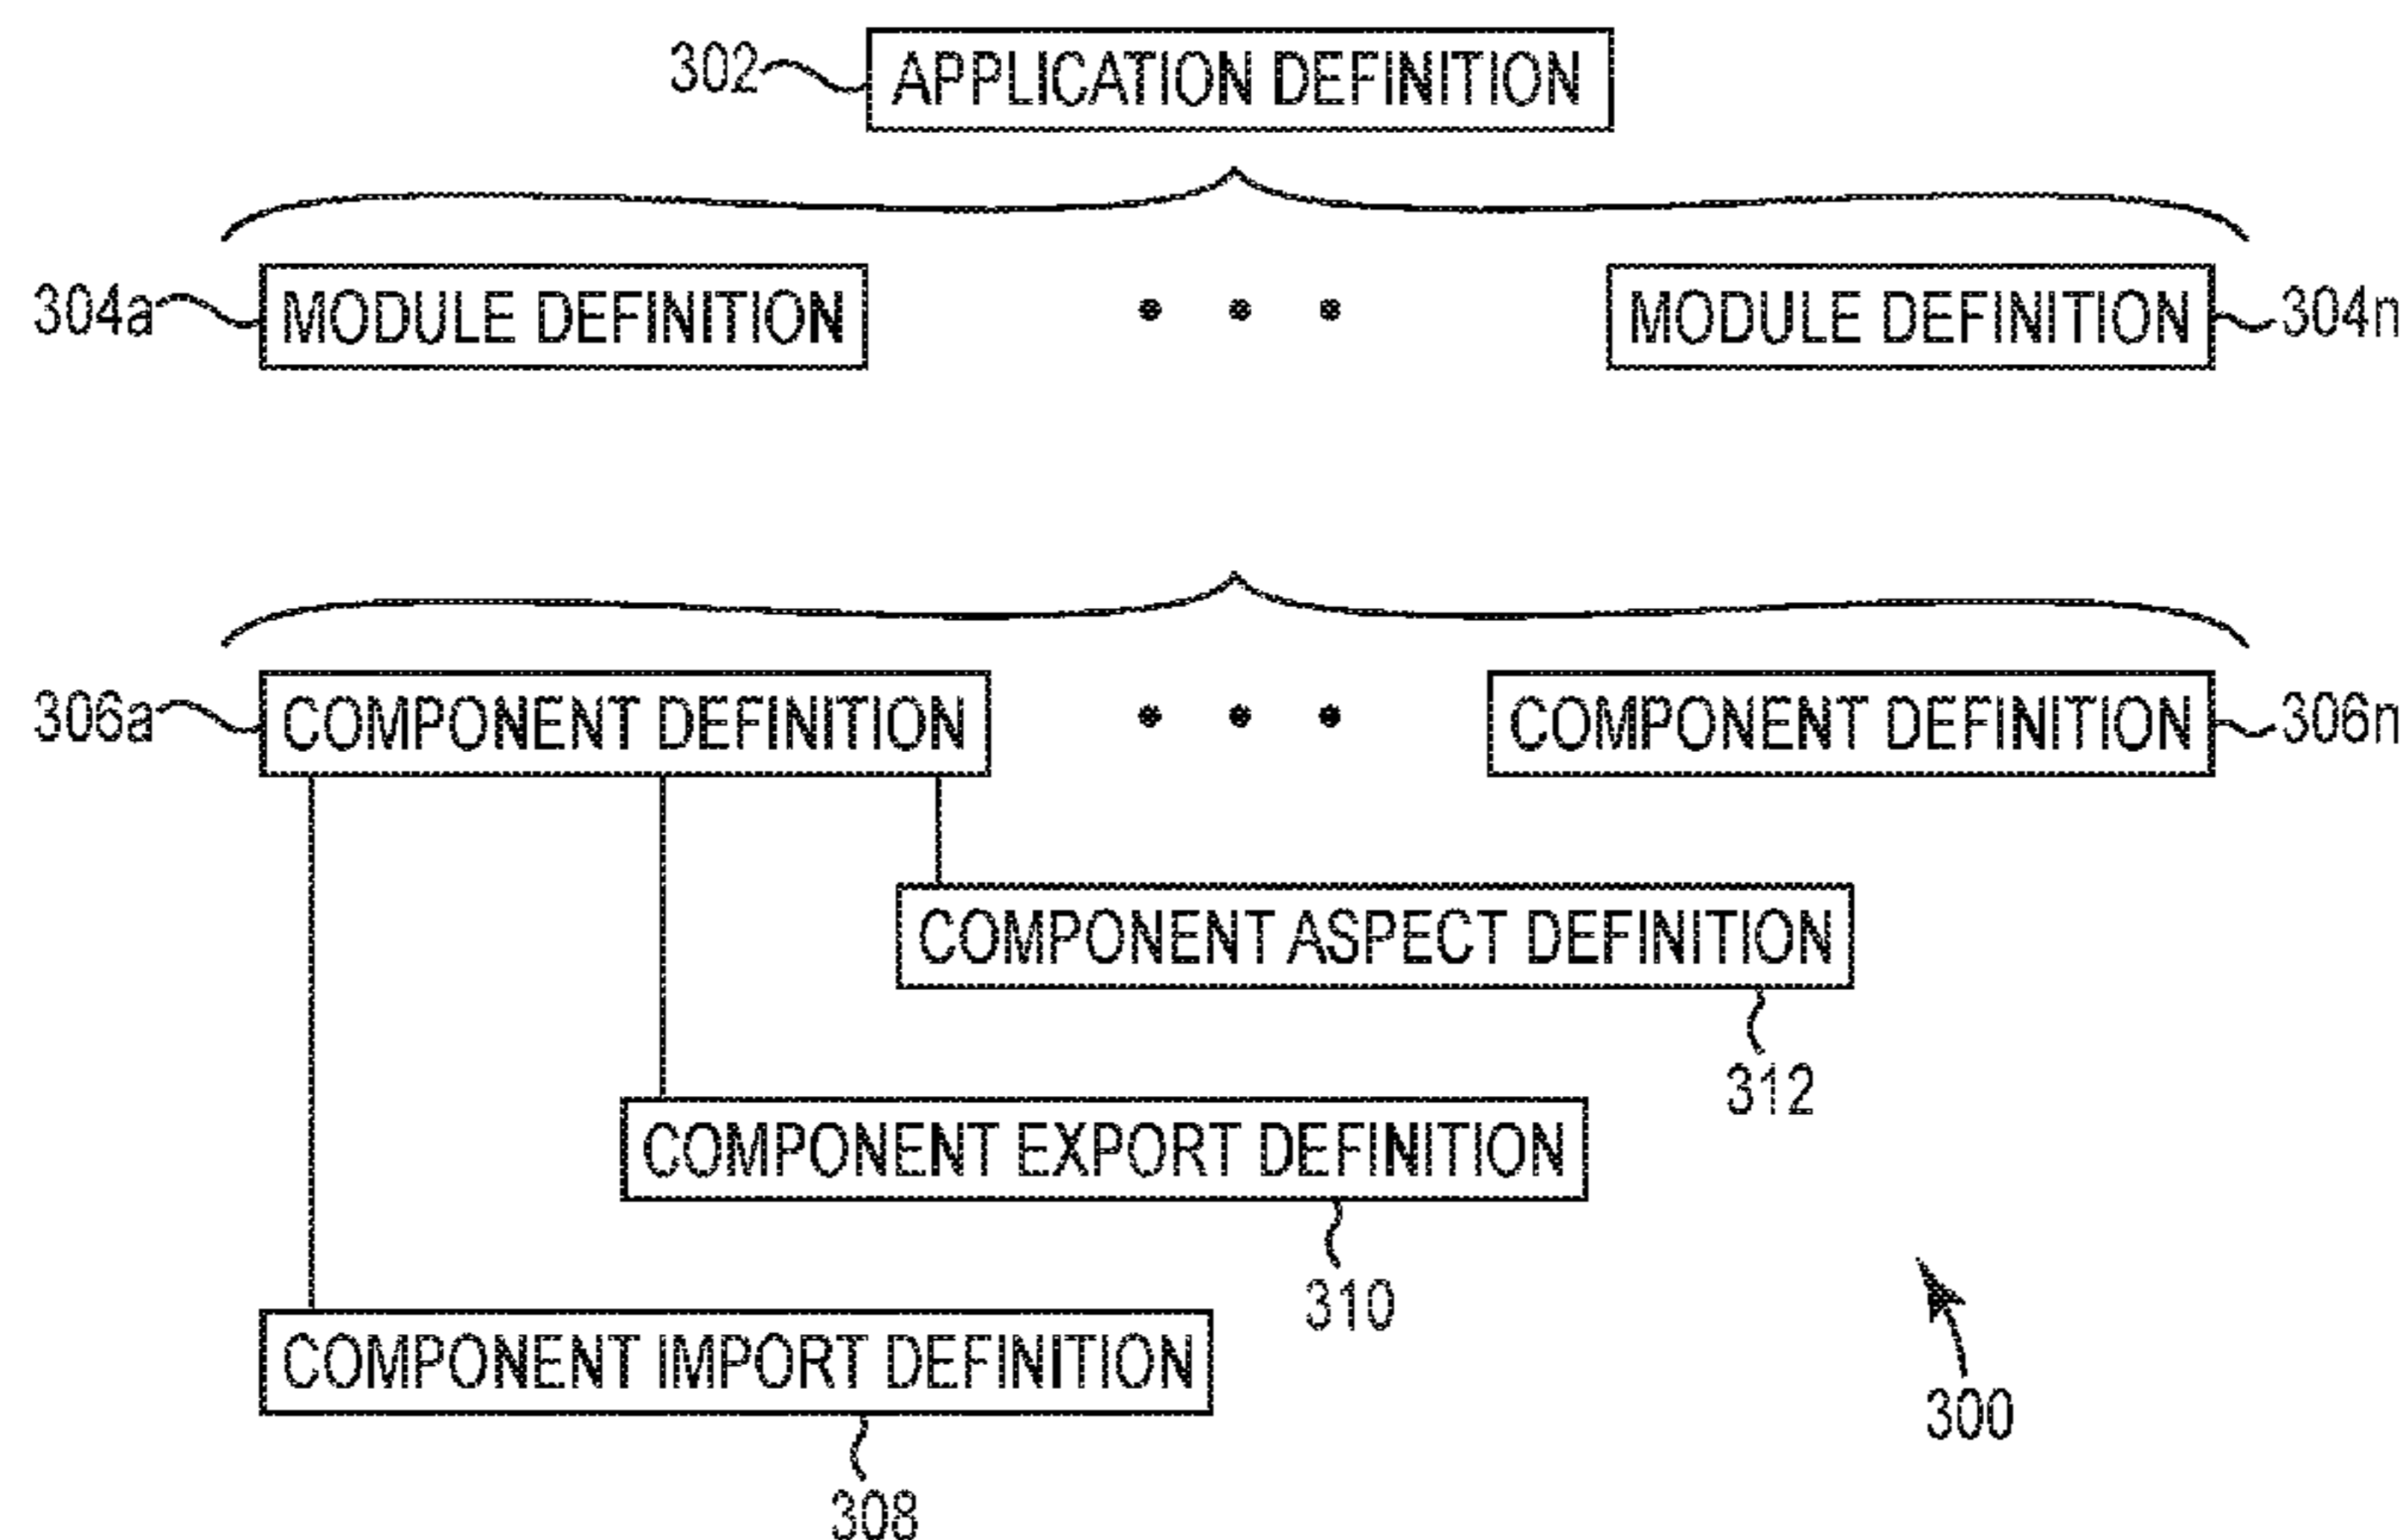 302 APPLICATION DEFINITION
304a MODULE DEFINITION • • • MODULE DEFINITION 304n
306a COMPONENT DEFINITION • • • COMPONENT DEFINITION 306n
COMPONENT ASPECT DEFINITION
312
COMPONENT EXPORT DEFINITION
310
COMPONENT IMPORT DEFINITION
308
300